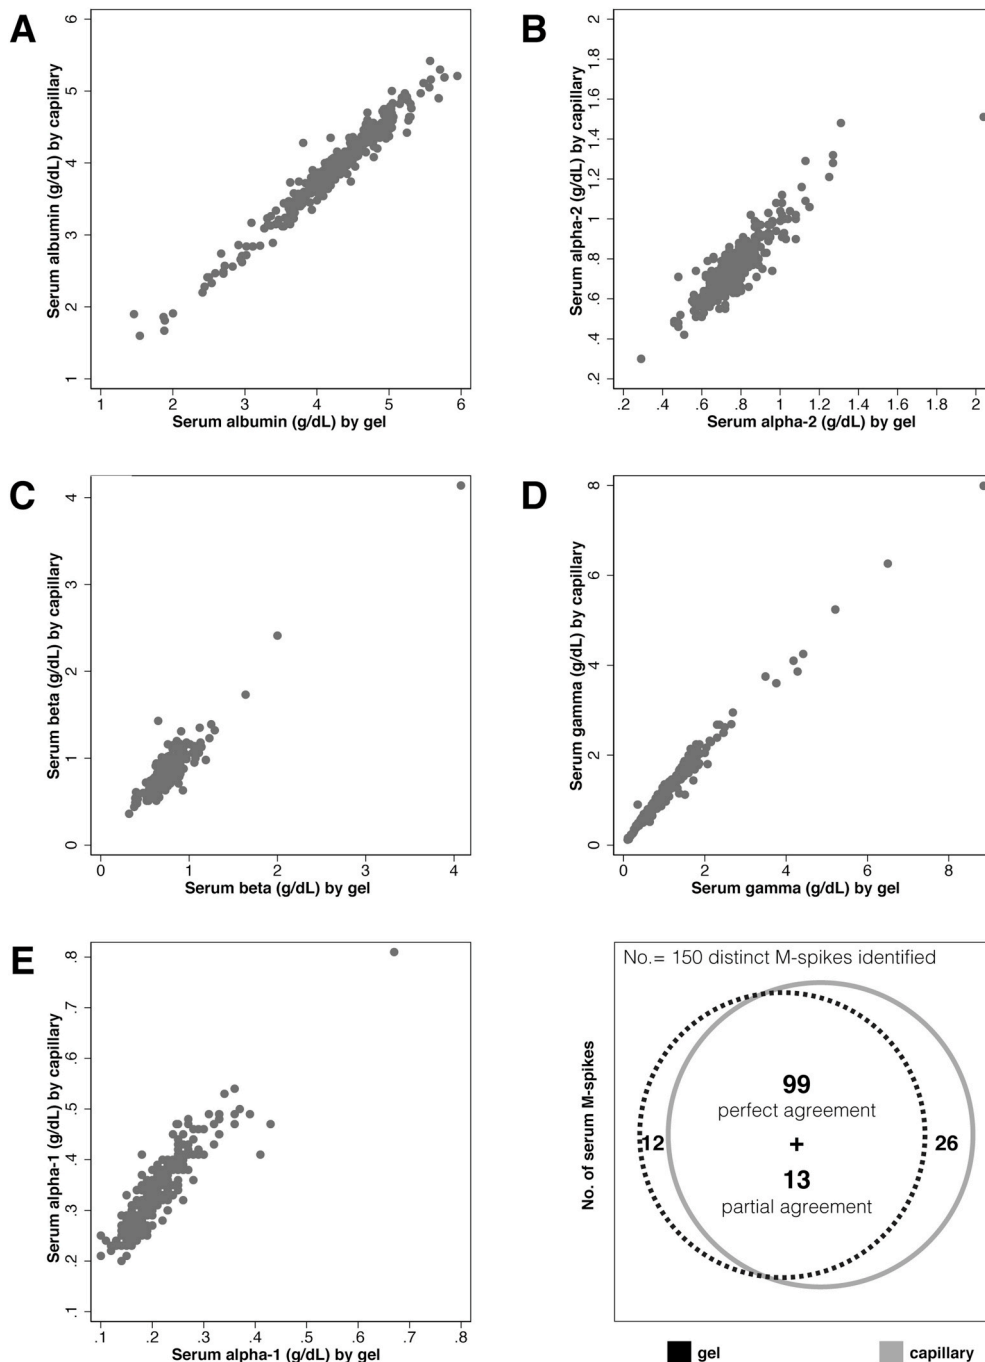 A
Serum albumin (g/dL) by capillary
6
5
4
3
2
1
1 2 3 4 5 6
Serum albumin (g/dL) by gel
B
Serum alpha-2 (g/dL) by capillary
2
1.8
1.6
1.4
1.2
1
.8
.6
.4
.2
.2 .4 .6 .8 1 1.2 1.4 1.6 1.8 2
Serum alpha-2 (g/dL) by gel
C
Serum beta (g/dL) by capillary
4
3
2
1
0
0 1 2 3 4
Serum beta (g/dL) by gel
D
Serum gamma (g/dL) by capillary
8
6
4
2
0
0 2 4 6 8
Serum gamma (g/dL) by gel
E
Serum alpha-1 (g/dL) by capillary
.8
.7
.6
.5
.4
.3
.2
.1
.1 .2 .3 .4 .5 .6 .7 .8
Serum alpha-1 (g/dL) by gel
No. of serum M-spikes
No.= 150 distinct M-spikes identified
99
perfect agreement
12 + 26
13
partial agreement
gel capillary